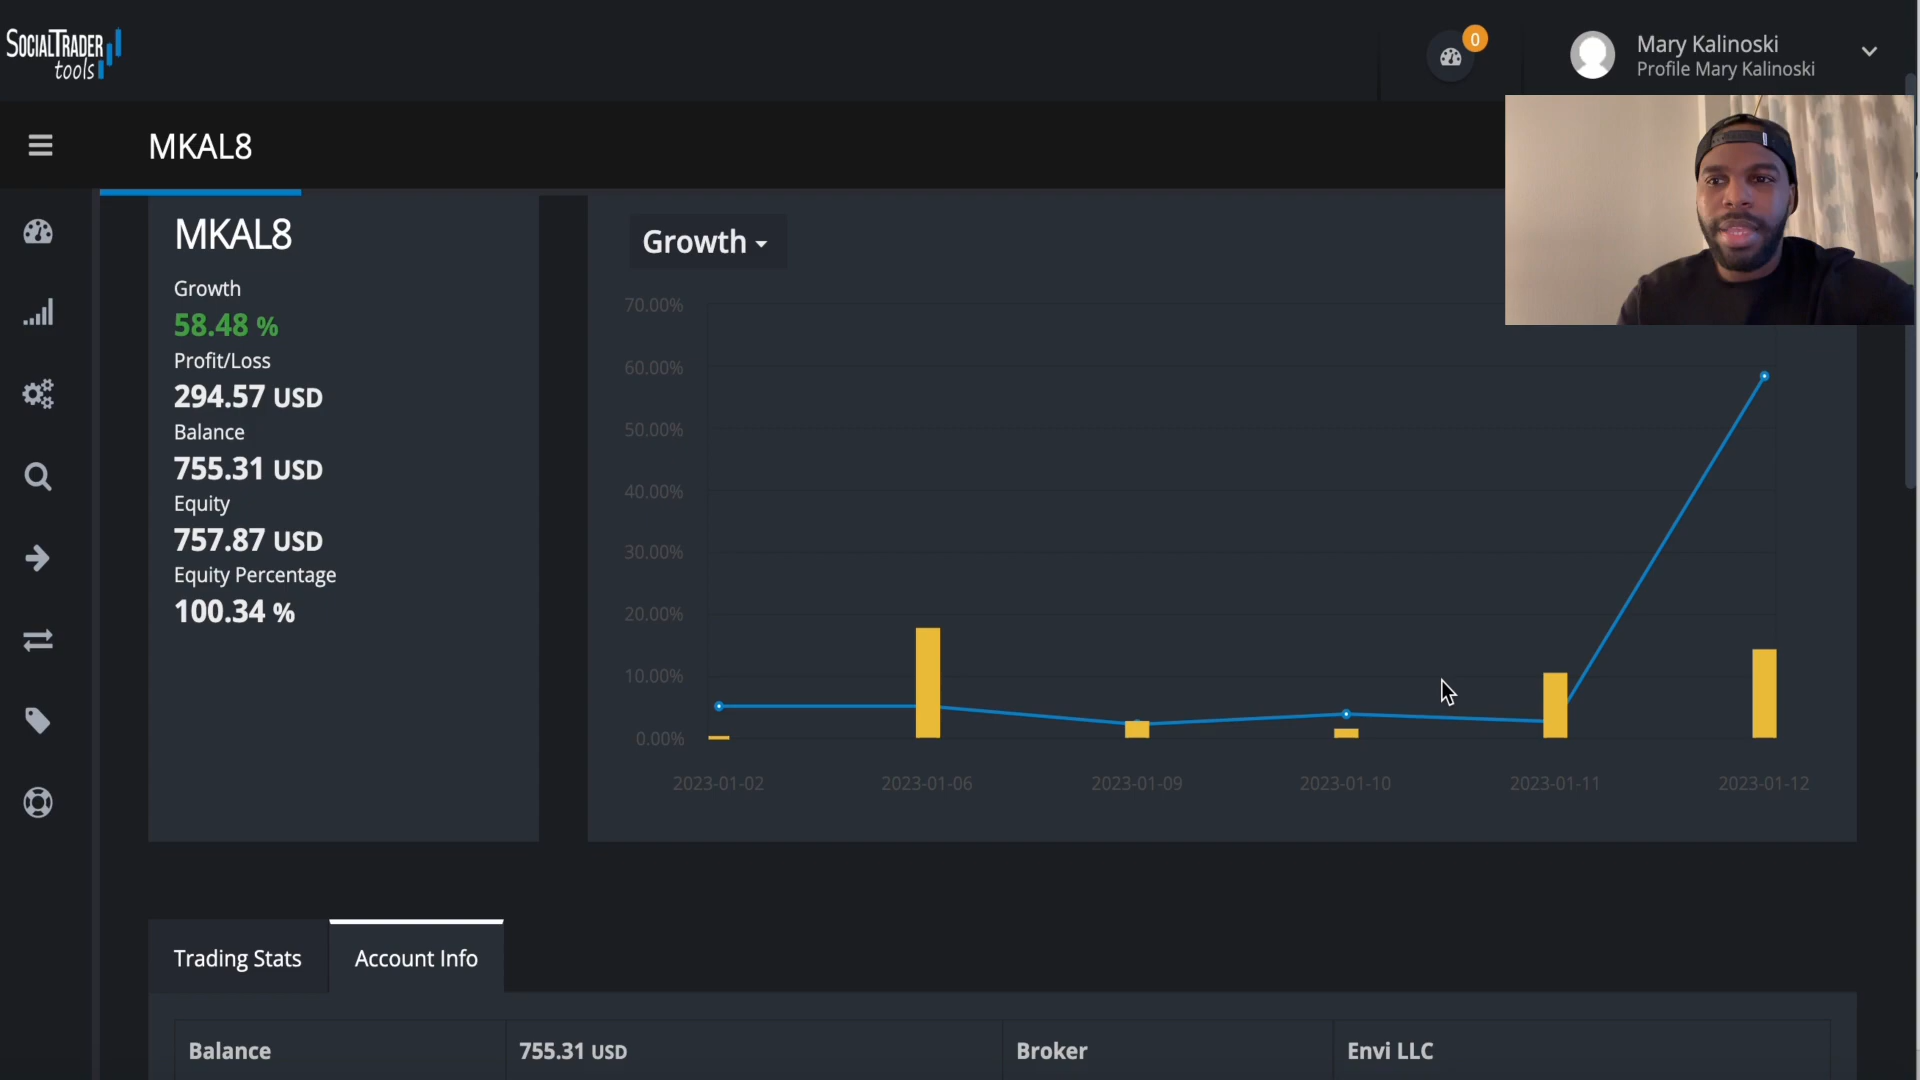 SOCIALTRADER
tools
0
Mary Kalinoski
Profile Mary Kalinoski
MKAL8
MKAL8
Growth
58.48 %
Profit/Loss
294.57 USD
Balance
755.31 USD
Equity
757.87 USD
Equity Percentage
100.34 %
Growth
70.00%
60.00%
50.00%
40.00%
30.00%
20.00%
10.00%
0.00%
2023-01-02 2023-01-06 2023-01-09 2023-01-10 2023-01-11 2023-01-12
Trading Stats Account Info
Balance 755.31 USD Broker Envi LLC